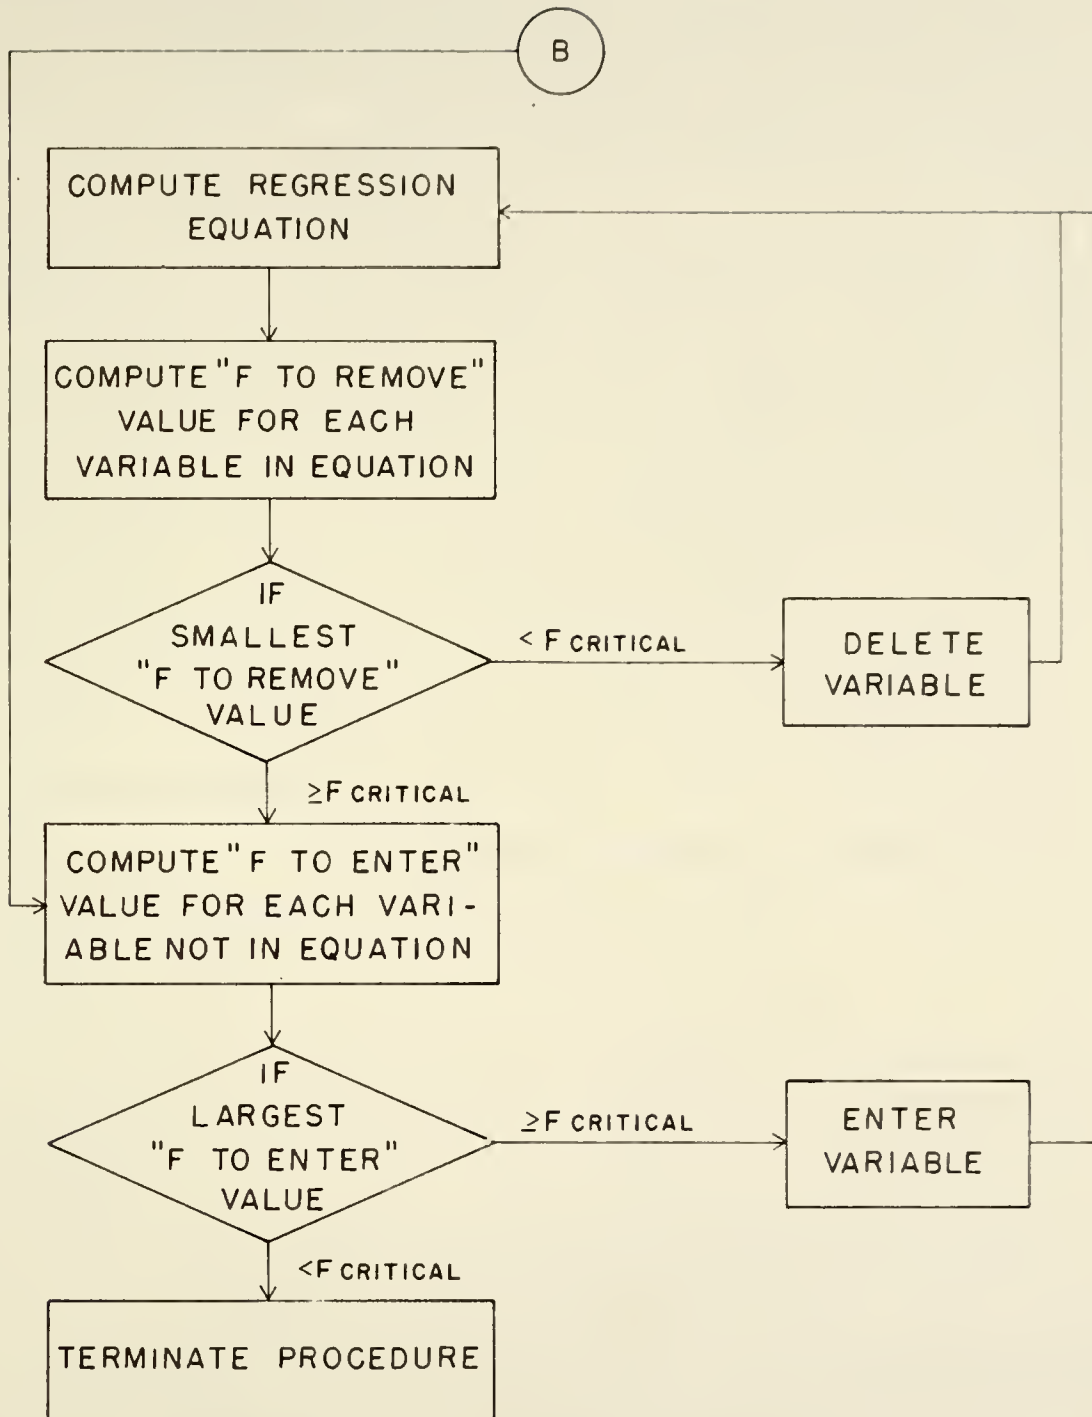 B
COMPUTE REGRESSION
EQUATION
COMPUTE "F TO REMOVE"
VALUE FOR EACH
VARIABLE IN EQUATION
IF
SMALLEST
"F TO REMOVE"
VALUE
< F CRITICAL
DELETE
VARIABLE
≥F CRITICAL
COMPUTE "F TO ENTER"
VALUE FOR EACH VARI-
ABLE NOT IN EQUATION
IF
LARGEST
"F TO ENTER"
VALUE
≥F CRITICAL
ENTER
VARIABLE
<F CRITICAL
TERMINATE PROCEDURE